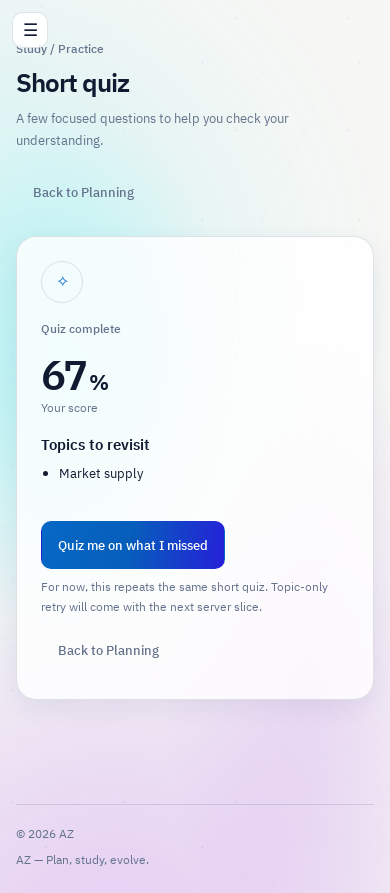 Study / Practice
Short quiz
A few focused questions to help you check your
understanding.
Back to Planning
Quiz complete
67%
Your score
Topics to revisit
• Market supply
Quiz me on what I missed
For now, this repeats the same short quiz. Topic-only
retry will come with the next server slice.
Back to Planning
© 2026 AZ
AZ — Plan, study, evolve.